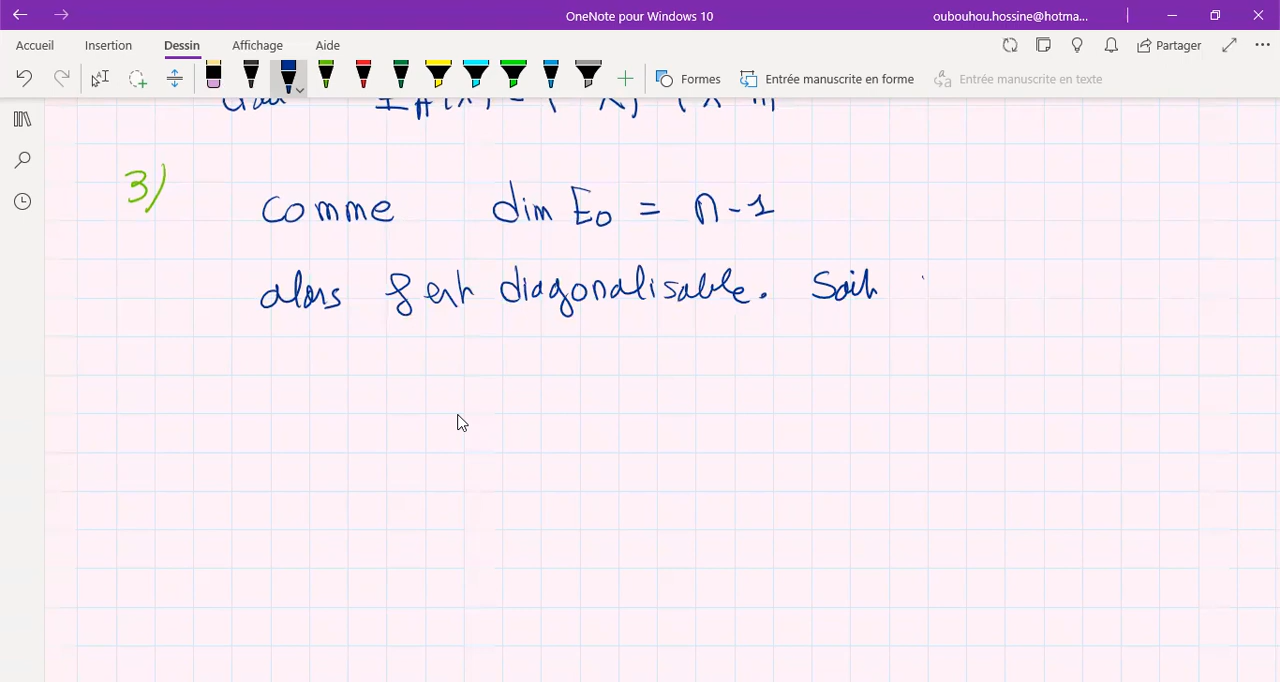 OneNote pour Windows 10
oubouhou.hossine@hotma...
Accueil Insertion Dessin Affichage Aide
Partager
Formes Entrée manuscrite en forme Entrée manuscrite en texte
3)
comme dim E₀ = n-1
alors f est diagonalisable. Soit